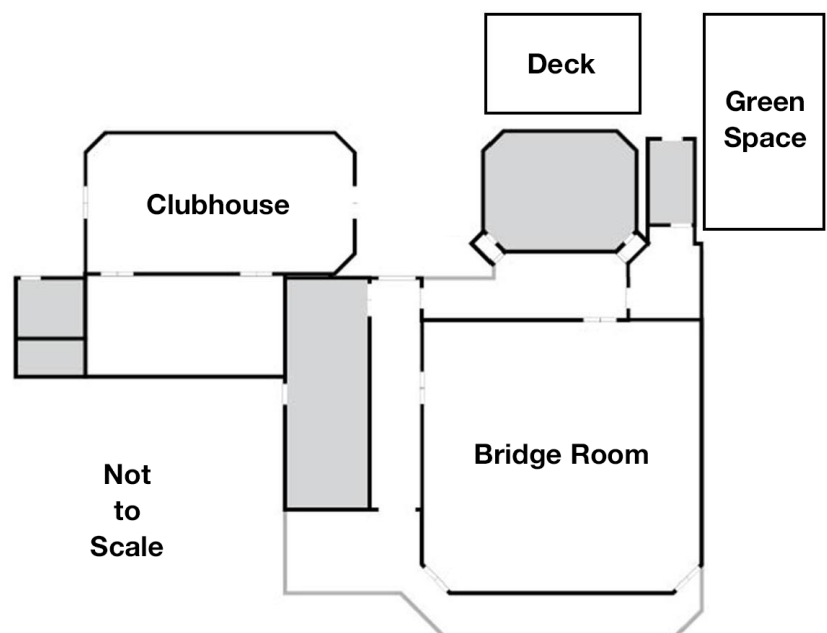 Deck
Green
Space
Clubhouse
Bridge Room
Not
to
Scale